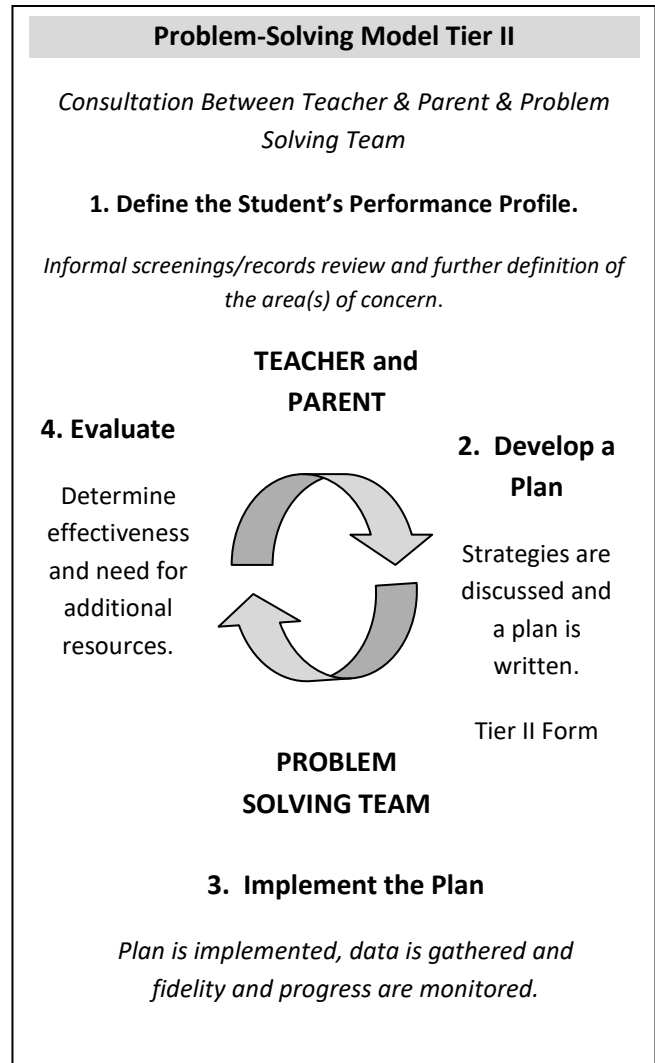 Problem-Solving Model Tier II
Consultation Between Teacher & Parent & Problem
Solving Team
1. Define the Student’s Performance Profile.
Informal screenings/records review and further definition of
the area(s) of concern.
TEACHER and
PARENT
2. Develop a
Plan
Strategies are
discussed and
a plan is
written.
Tier II Form
PROBLEM
SOLVING TEAM
3. Implement the Plan
Plan is implemented, data is gathered and
fidelity and progress are monitored.
4. Evaluate
Determine
effectiveness
and need for
additional
resources.